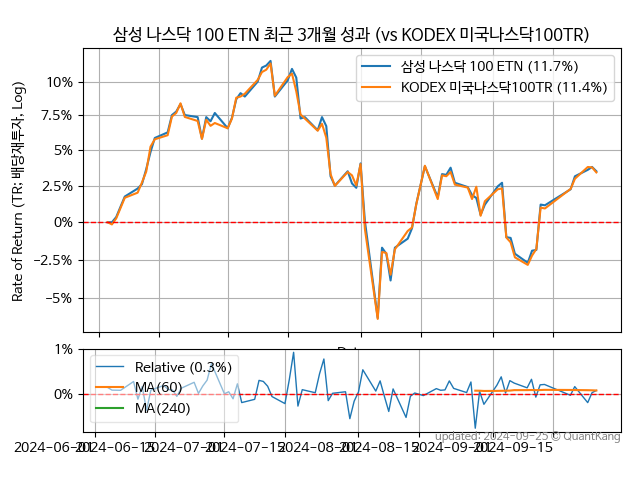 삼성 나스닥 100 ETN 최근 3개월 성과 (vs KODEX 미국나스닥100TR)
Rate of Return (TR: 배당재투자, Log)
10%
7.5%
5%
2.5%
0%
−2.5%
−5%
삼성 나스닥 100 ETN (11.7%)
KODEX 미국나스닥100TR (11.4%)
1%
0%
Relative (0.3%)
MA(60)
MA(240)
2024-06-01 2024-06-15 2024-07-01 2024-07-15 2024-08-01 2024-08-15 2024-09-01 2024-09-15
updated: 2024-09-25 © QuantKang